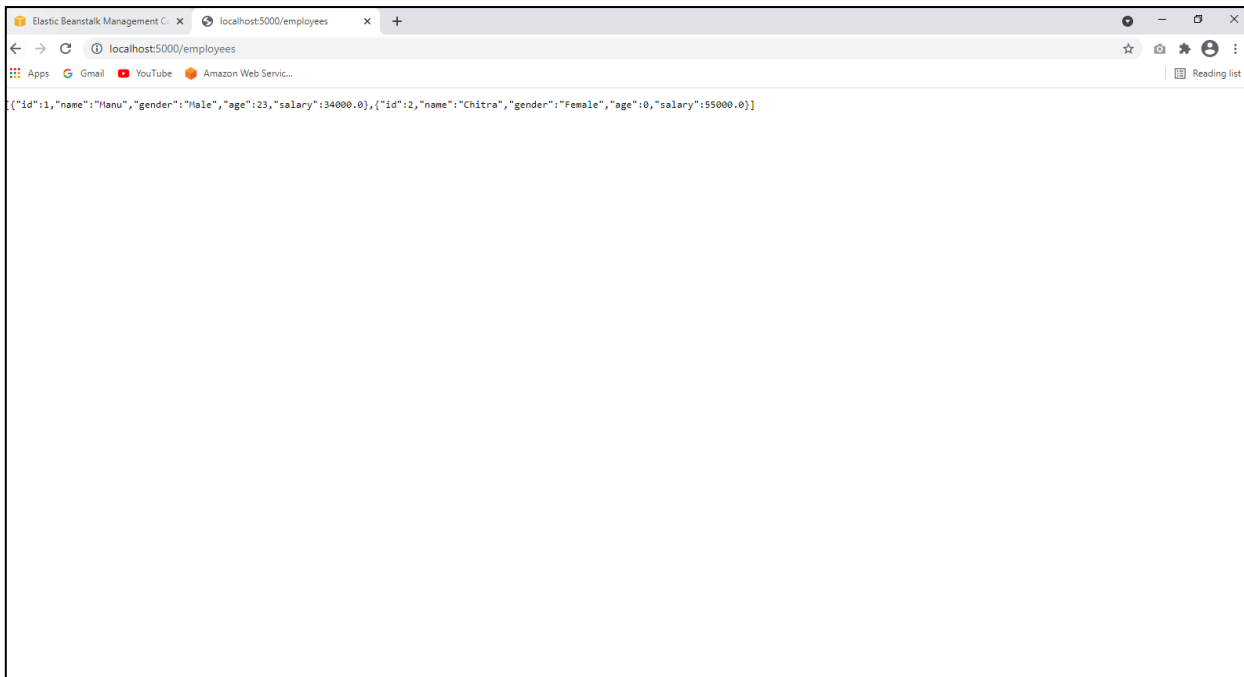 Elastic Beanstalk Management Co
localhost:5000/employees
localhost:5000/employees
Apps Gmail YouTube Amazon Web Servic... Reading list
[{"id":1,"name":"Manu","gender":"Male","age":23,"salary":34000.0},{"id":2,"name":"Chitra","gender":"Female","age":0,"salary":55000.0}]